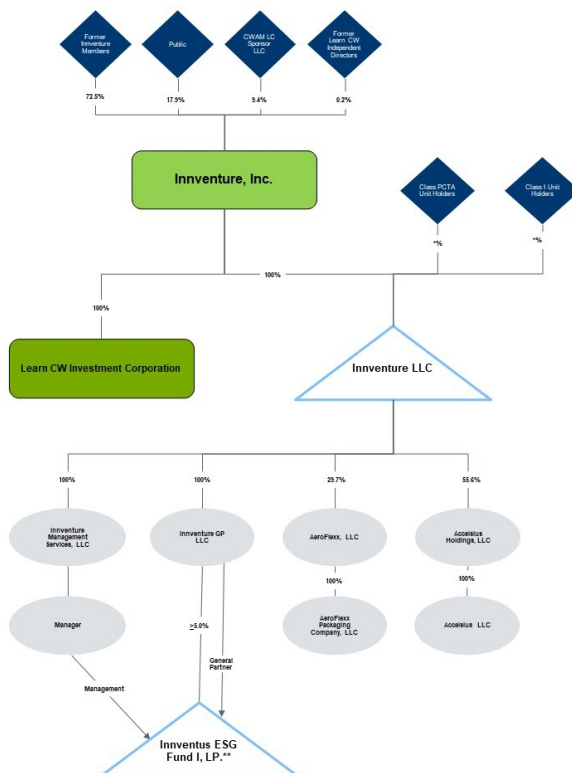 Former
Innventure
Members
Public
CWAM LC
Sponsor
LLC
Former
Learn CW
Independent
Directors
72.5%
17.9%
9.4%
0.2%
Innventure, Inc.
Class PCTA
Unit Holders
Class I Unit
Holders
*%
*%
100%
100%
Learn CW Investment Corporation
Innventure LLC
100%
100%
29.7%
55.6%
Innventure
Management
Services, LLC
Innventure GP
LLC
AeroFlexx, LLC
Accelsius
Holdings, LLC
100%
100%
Manager
≥5.0%
AeroFlexx
Packaging
Company, LLC
Accelsius LLC
General
Partner
Management
Innventus ESG
Fund I, LP.**